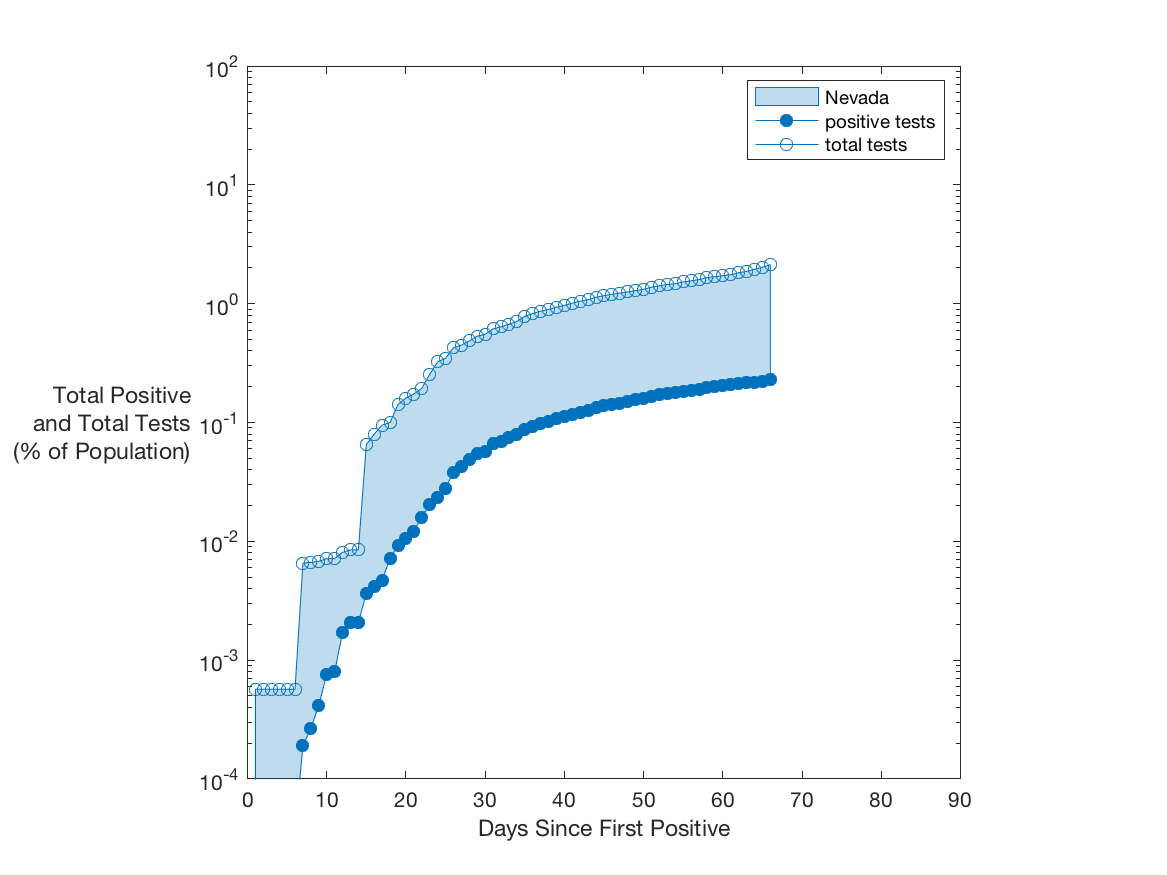 10^2
10^1
10^0
10^-1
10^-2
10^-3
10^-4
Total Positive
and Total Tests
(% of Population)
Nevada
positive tests
total tests
0 10 20 30 40 50 60 70 80 90
Days Since First Positive